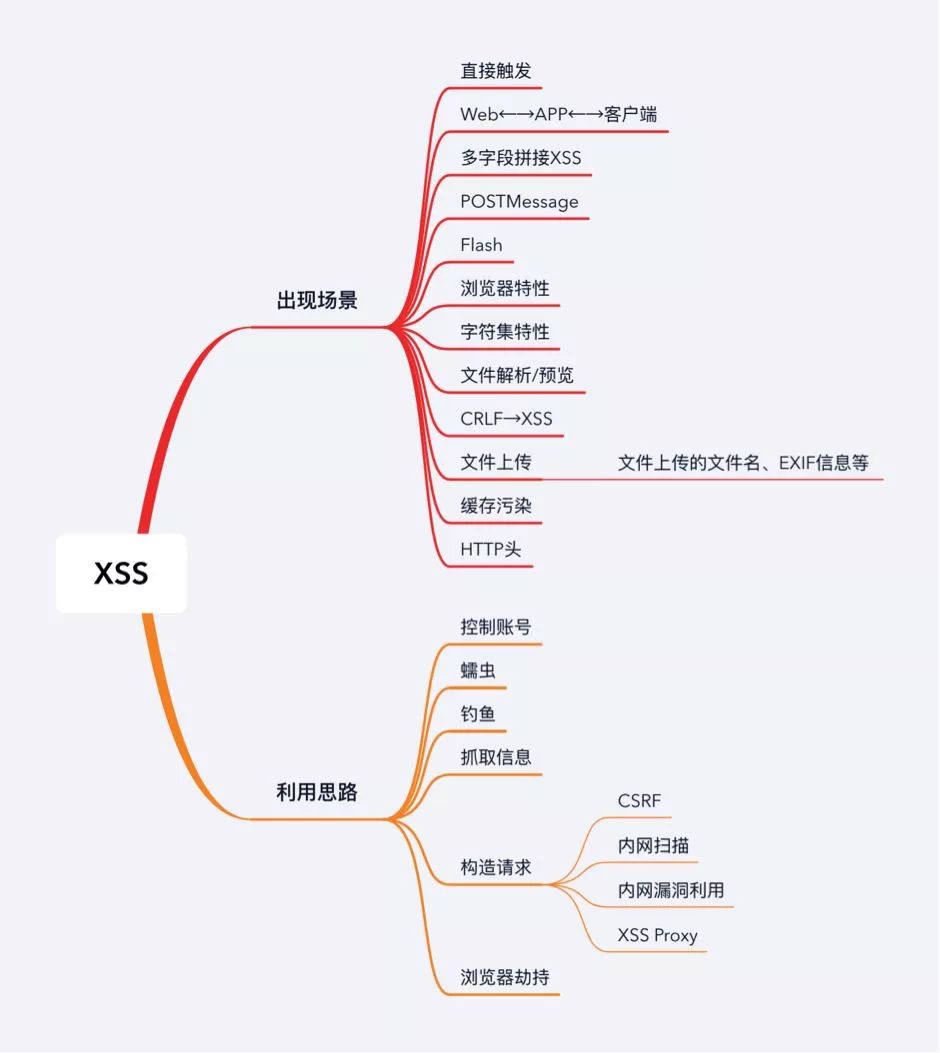 XSS
出现场景
直接触发
Web←→APP←→客户端
多字段拼接XSS
POSTMessage
Flash
浏览器特性
字符集特性
文件解析/预览
CRLF→XSS
文件上传
文件上传的文件名、EXIF信息等
缓存污染
HTTP头
利用思路
控制账号
蠕虫
钓鱼
抓取信息
构造请求
CSRF
内网扫描
内网漏洞利用
XSS Proxy
浏览器劫持